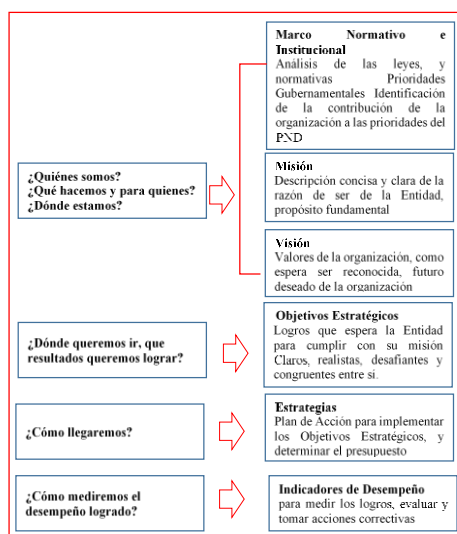 Marco Normativo e
Institucional
Análisis de las leyes, y
normativas Prioridades
Gubernamentales Identificación
de la contribución de la
organización a las prioridades del
PND
¿Quiénes somos?
¿Qué hacemos y para quienes?
¿Dónde estamos?
Misión
Descripción concisa y clara de la
razón de ser de la Entidad,
propósito fundamental
Visión
Valores de la organización, como
espera ser reconocida, futuro
deseado de la organización
¿Dónde queremos ir, que
resultados queremos lograr?
Objetivos Estratégicos
Logros que espera la Entidad
para cumplir con su misión
Claros, realistas, desafiantes y
congruentes entre sí.
¿Cómo llegaremos?
Estrategias
Plan de Acción para implementar
los Objetivos Estratégicos, y
determinar el presupuesto
¿Cómo mediremos el
desempeño logrado?
Indicadores de Desempeño
para medir los logros, evaluar y
tomar acciones correctivas